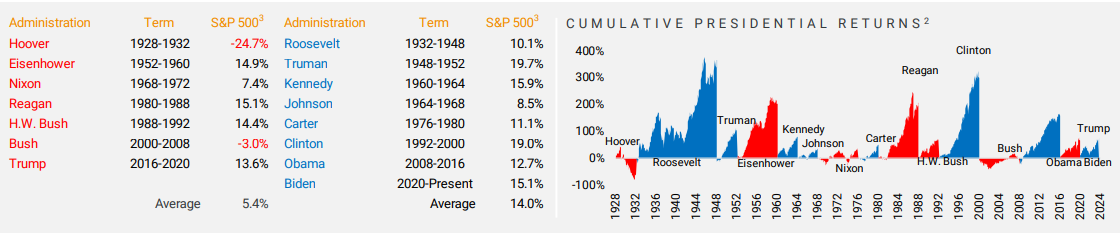 Administration Term S&P 500³ Administration Term S&P 500³
Hoover 1928-1932 -24.7% Roosevelt 1932-1948 10.1%
Eisenhower 1952-1960 14.9% Truman 1948-1952 19.7%
Nixon 1968-1972 7.4% Kennedy 1960-1964 15.9%
Reagan 1980-1988 15.1% Johnson 1964-1968 8.5%
H.W. Bush 1988-1992 14.4% Carter 1976-1980 11.1%
Bush 2000-2008 -3.0% Clinton 1992-2000 19.0%
Trump 2016-2020 13.6% Obama 2008-2016 12.7%
Biden 2020-Present 15.1%
Average 5.4% Average 14.0%
CUMULATIVE PRESIDENTIAL RETURNS²
400%
300%
200%
100%
0%
-100%
Clinton
Reagan
Truman
Trump
Kennedy
Hoover
Carter
Johnson
Bush
Roosevelt
Eisenhower
H.W. Bush
Obama Biden
Nixon
1928 1932 1936 1940 1944 1948 1952 1956 1960 1964 1968 1972 1976 1980 1984 1988 1992 1996 2000 2004 2008 2012 2016 2020 2024